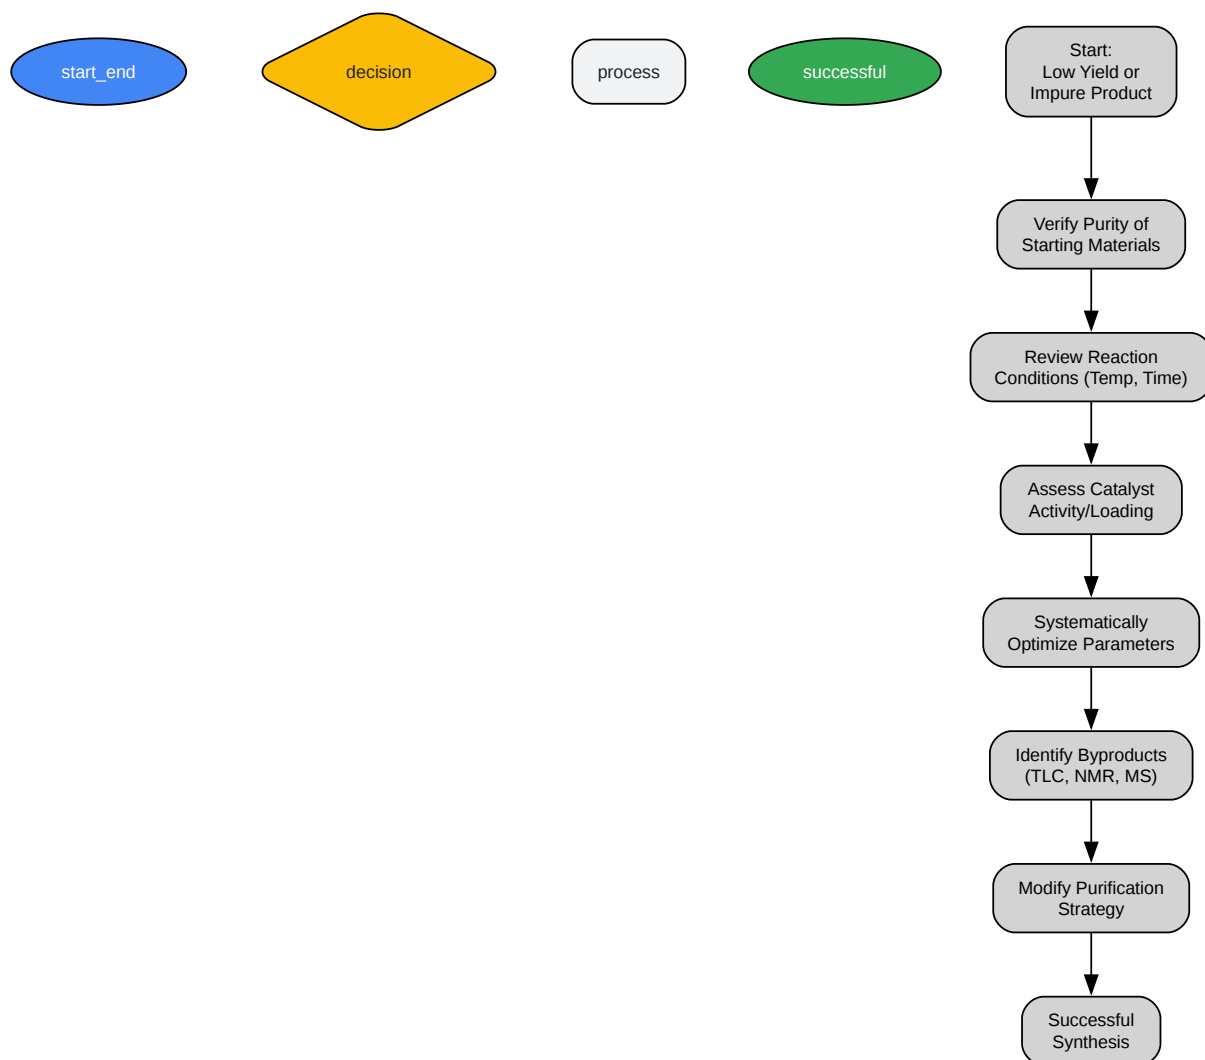 start_end
decision
process
successful
Start:
Low Yield or
Impure Product
Verify Purity of
Starting Materials
Review Reaction
Conditions (Temp, Time)
Assess Catalyst
Activity/Loading
Systematically
Optimize Parameters
Identify Byproducts
(TLC, NMR, MS)
Modify Purification
Strategy
Successful
Synthesis